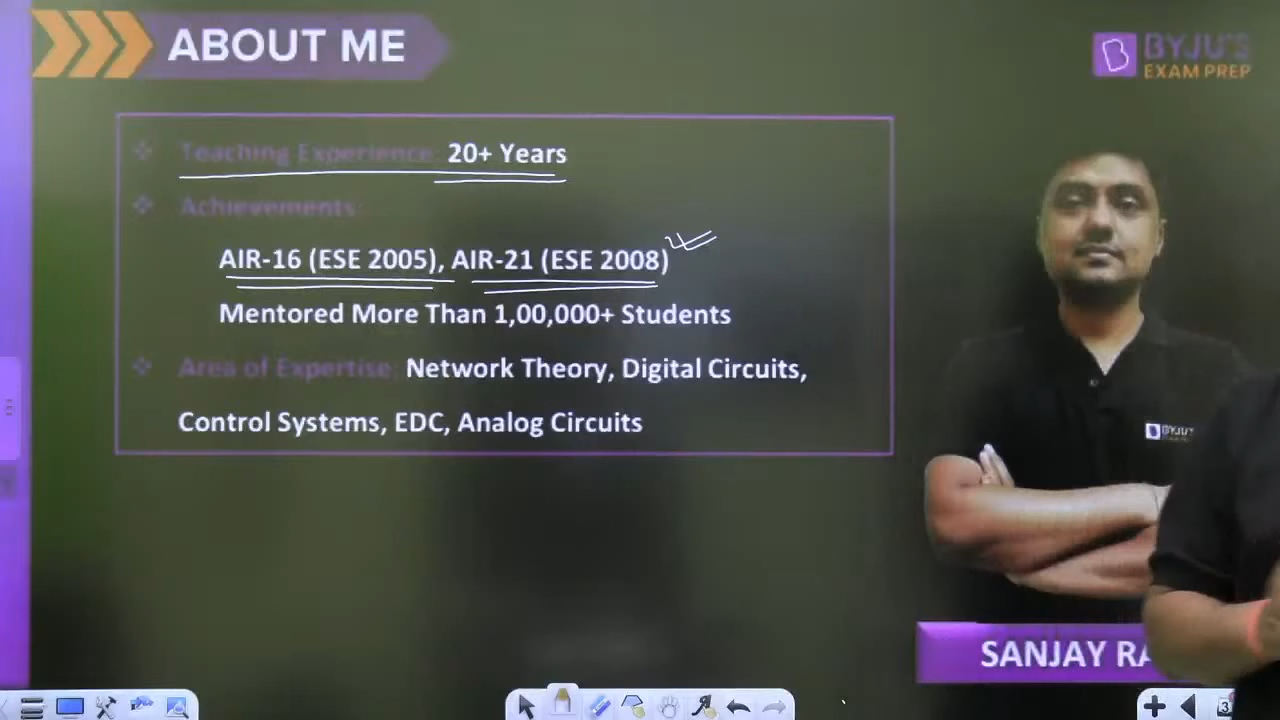 ABOUT ME
BYJU'S
EXAM PREP
Teaching Experience: 20+ Years
Achievements:
AIR-16 (ESE 2005), AIR-21 (ESE 2008)
Mentored More Than 1,00,000+ Students
Area of Expertise: Network Theory, Digital Circuits,
Control Systems, EDC, Analog Circuits
BYJU'S
SANJAY
3